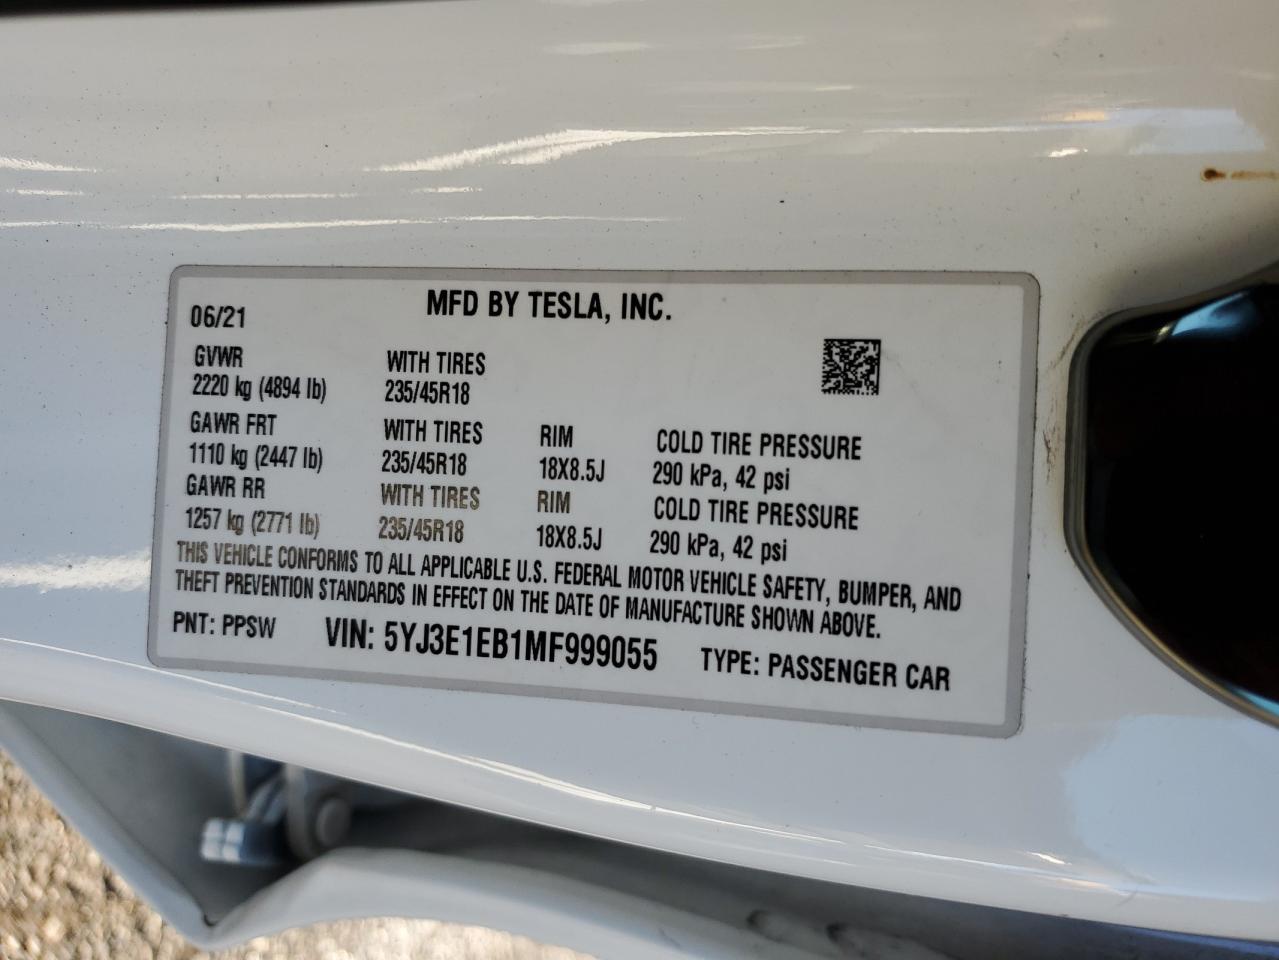 MFD BY TESLA, INC.
06/21
GVWR WITH TIRES
2220 kg (4894 lb) 235/45R18
GAWR FRT WITH TIRES RIM COLD TIRE PRESSURE
1110 kg (2447 lb) 235/45R18 18X8.5J 290 kPa, 42 psi
GAWR RR WITH TIRES RIM COLD TIRE PRESSURE
1257 kg (2771 lb) 235/45R18 18X8.5J 290 kPa, 42 psi
THIS VEHICLE CONFORMS TO ALL APPLICABLE U.S. FEDERAL MOTOR VEHICLE SAFETY, BUMPER, AND
THEFT PREVENTION STANDARDS IN EFFECT ON THE DATE OF MANUFACTURE SHOWN ABOVE.
PNT: PPSW VIN: 5YJ3E1EB1MF999055 TYPE: PASSENGER CAR